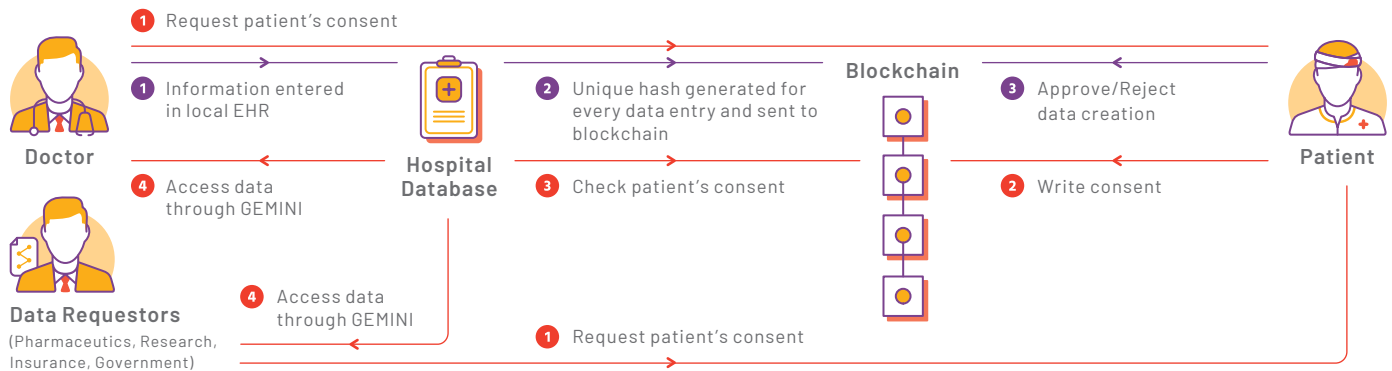 1 Request patient's consent
1 Information entered
in local EHR
2 Unique hash generated for
every data entry and sent to
blockchain
Blockchain
3 Approve/Reject
data creation
Doctor
Hospital
Database
Patient
4 Access data
through GEMINI
3 Check patient's consent
2 Write consent
4 Access data
through GEMINI
Data Requestors
(Pharmaceutics, Research,
Insurance, Government)
1 Request patient's consent